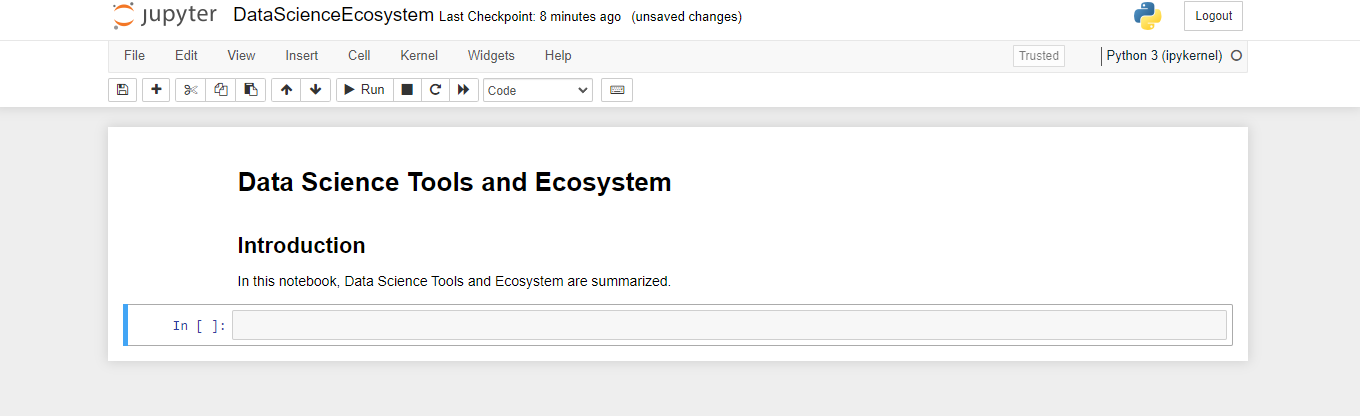 jupyter DataScienceEcosystem Last Checkpoint: 8 minutes ago (unsaved changes) Logout
File Edit View Insert Cell Kernel Widgets Help Trusted Python 3 (ipykernel)
Run Code
Data Science Tools and Ecosystem
Introduction
In this notebook, Data Science Tools and Ecosystem are summarized.
In [ ]: